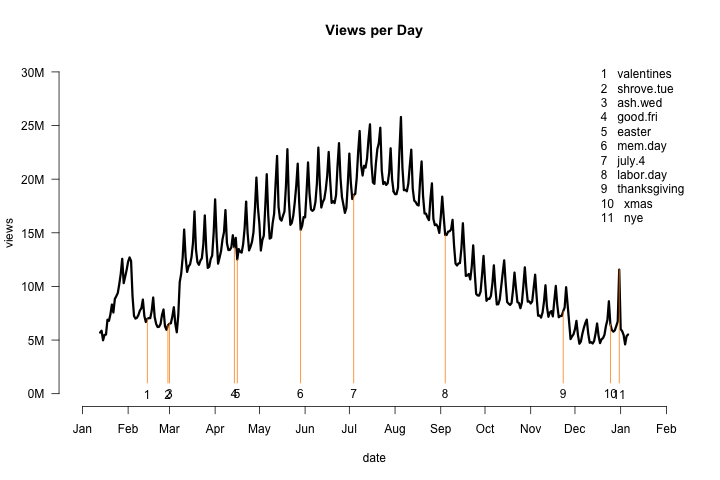 Views per Day
30M
25M
20M
15M
10M
5M
0M
views
1 valentines
2 shrove.tue
3 ash.wed
4 good.fri
5 easter
6 mem.day
7 july.4
8 labor.day
9 thanksgiving
10 xmas
11 nye
1 2 3 4 5 6 7 8 9 10 11
Jan Feb Mar Apr May Jun Jul Aug Sep Oct Nov Dec Jan Feb
date